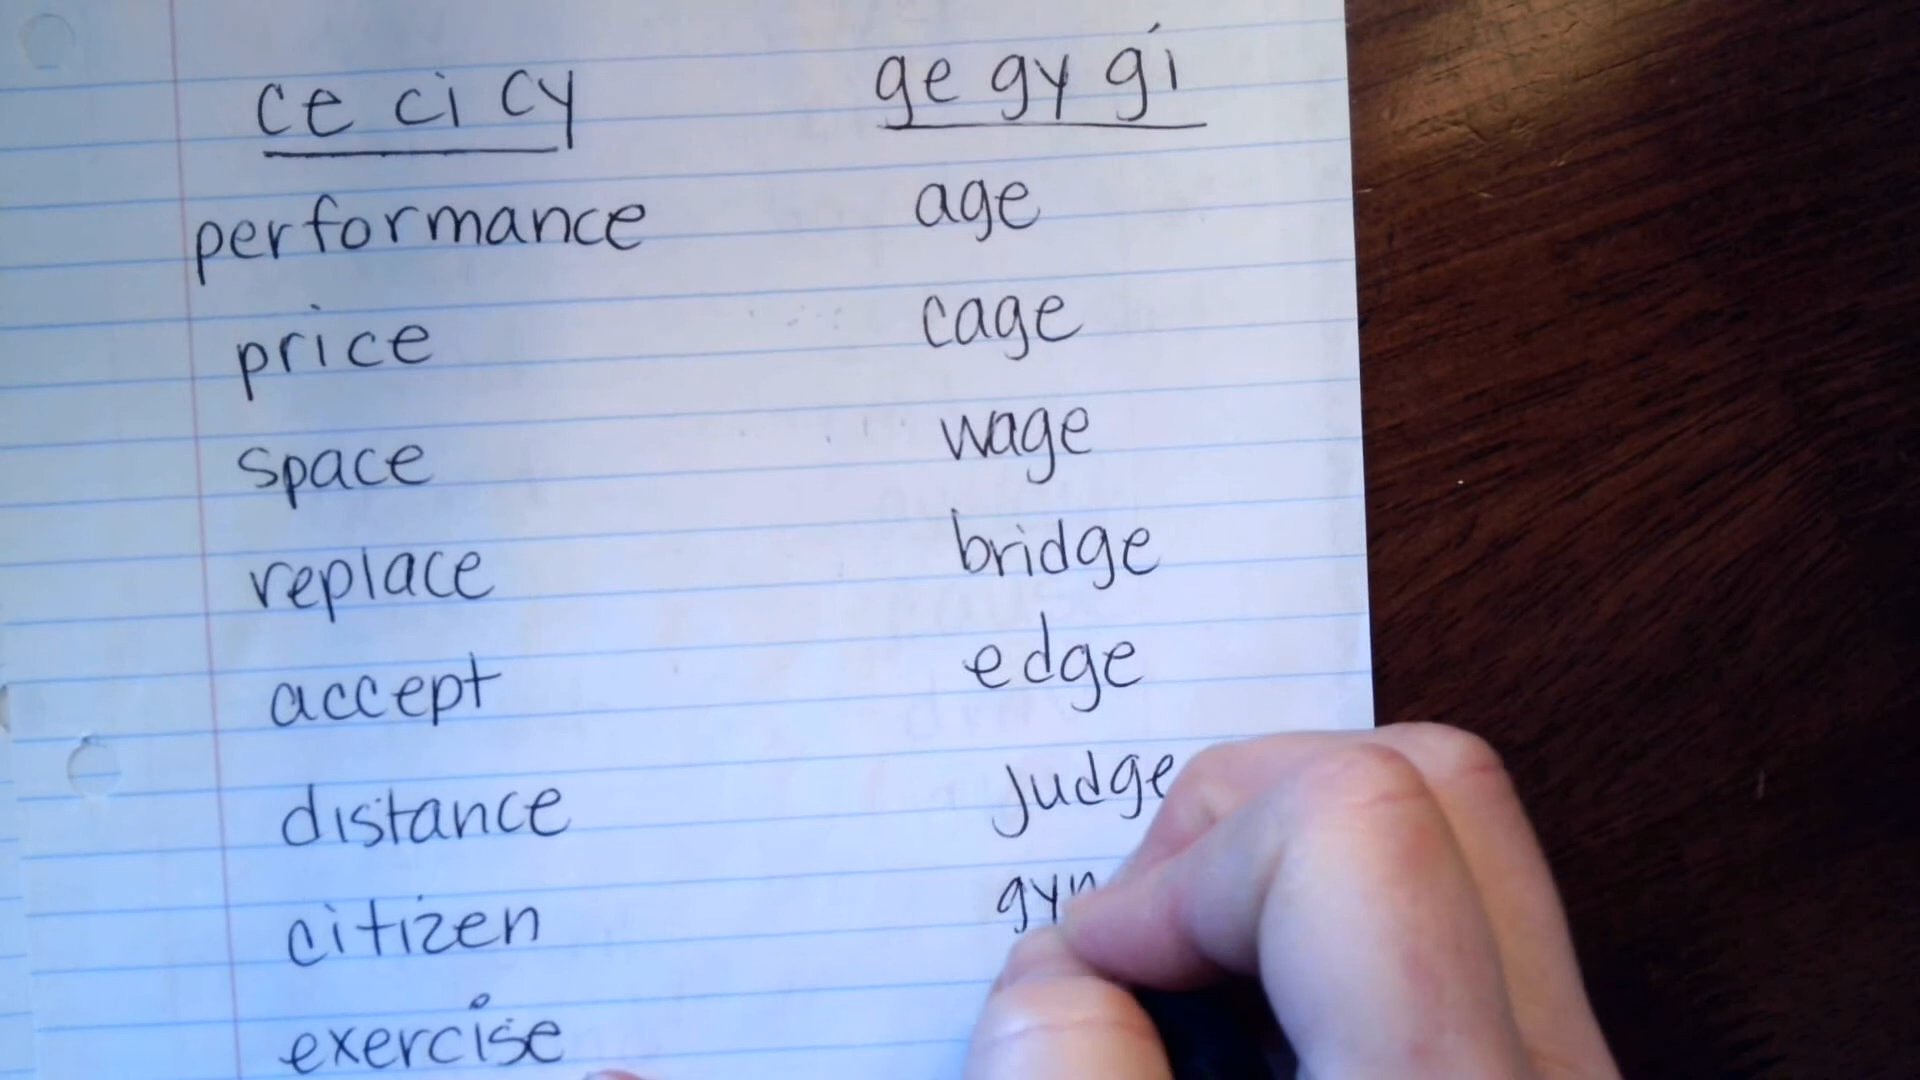 ce ci cy
performance
price
space
replace
accept
distance
citizen
exercise
ge gy gi
age
cage
wage
bridge
edge
judge